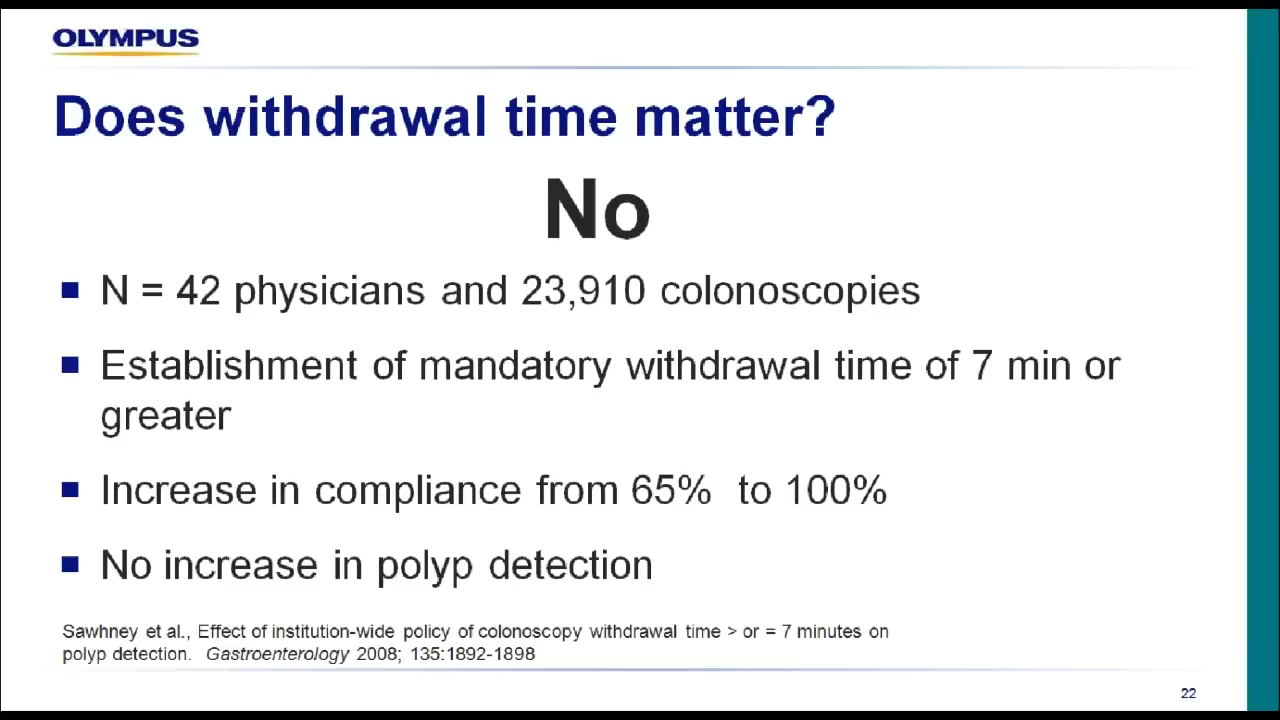 OLYMPUS
Does withdrawal time matter?
No
N = 42 physicians and 23,910 colonoscopies
Establishment of mandatory withdrawal time of 7 min or
greater
Increase in compliance from 65%  to 100%
No increase in polyp detection
Sawhney et al., Effect of institution-wide policy of colonoscopy withdrawal time > or = 7 minutes on
polyp detection.  Gastroenterology 2008; 135:1892-1898
22